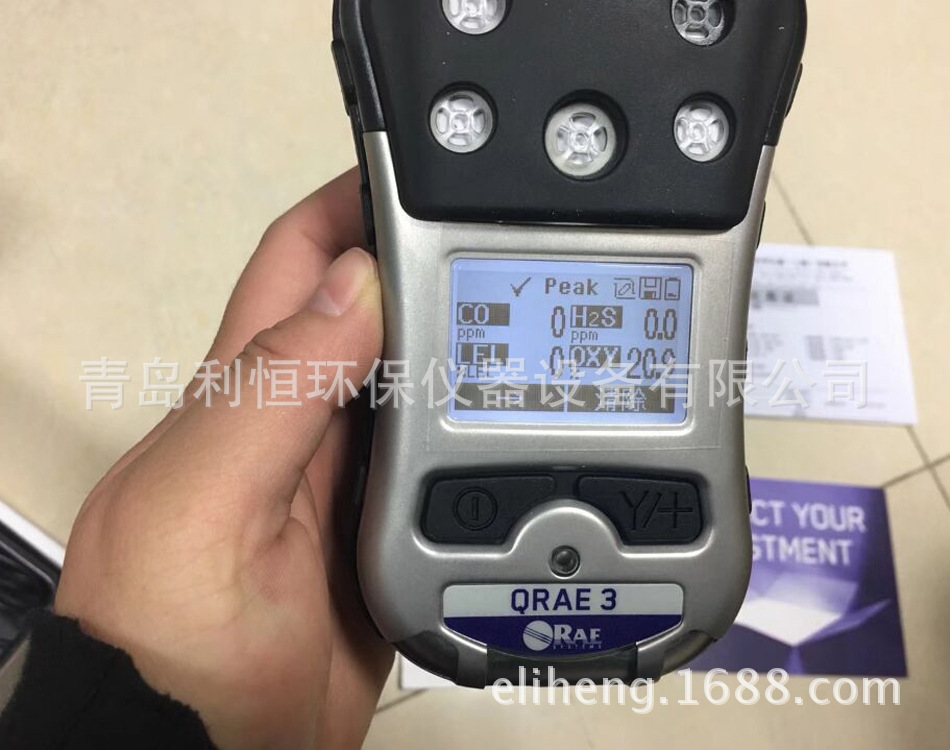 Peak
CO 0 H2S 0.0
ppm ppm
LEL 0 OXY 20.9
清除
青岛利恒环保仪器设备有限公司
Y/+
CT YOUR
STMENT
QRAE 3
RAE
SYSTEMS
eliheng.1688.com